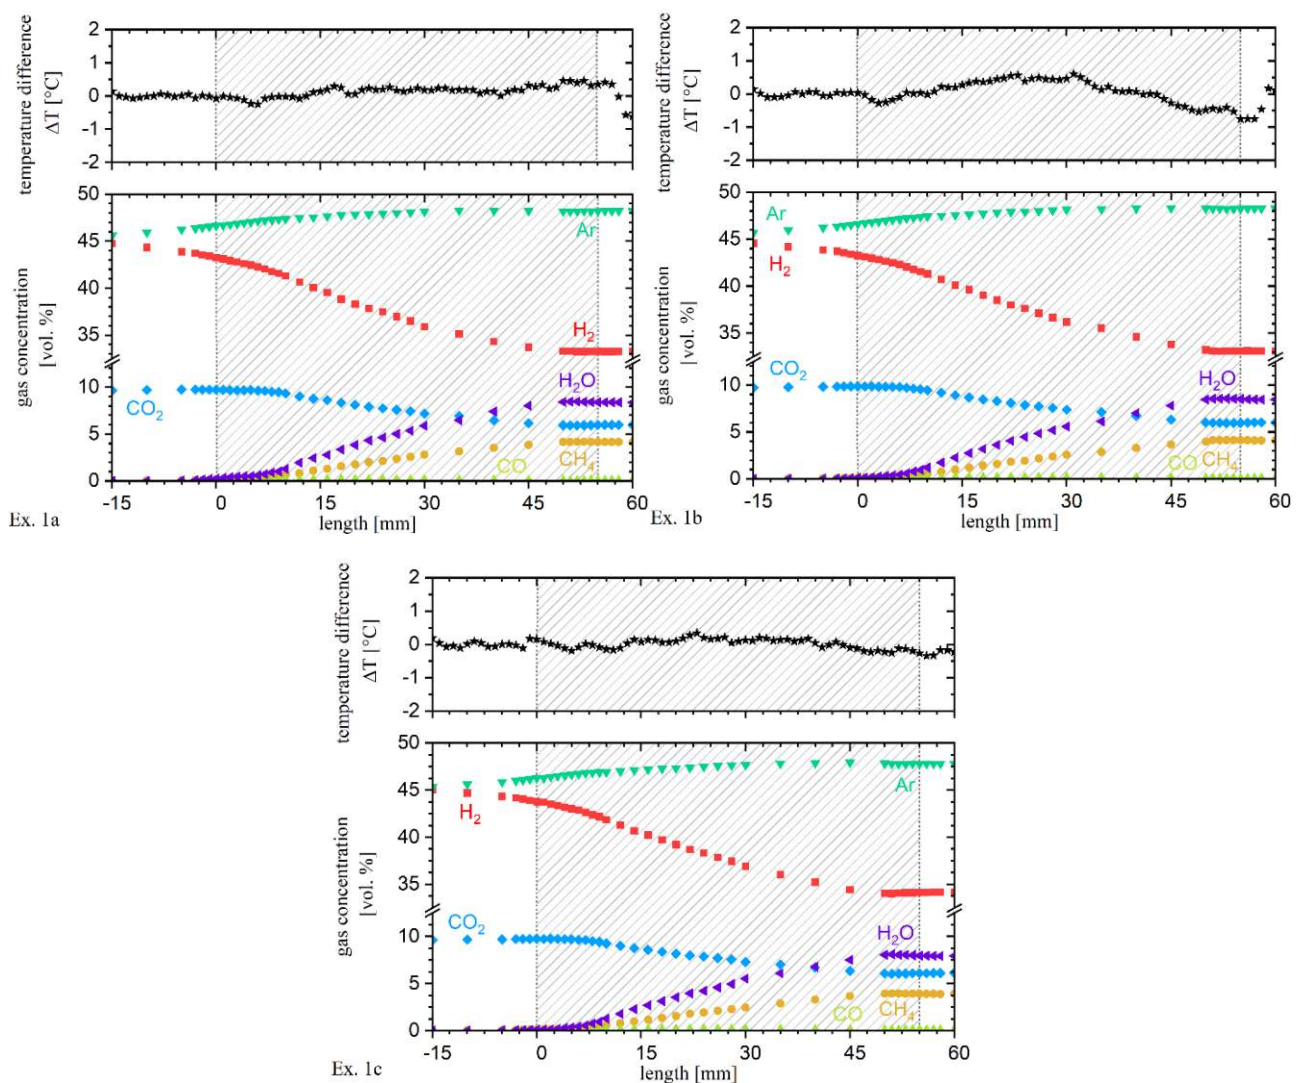 temperature difference
ΔT [°C]
2
1
0
-1
-2
gas concentration
[vol. %]
50
45
40
35
10
5
0
Ar
H2
CO2
H2O
CO
CH4
-15 0 15 30 45 60
length [mm]
Ex. 1a
temperature difference
ΔT [°C]
2
1
0
-1
-2
gas concentration
[vol. %]
50
45
40
35
10
5
0
Ar
H2
CO2
H2O
CO
CH4
-15 0 15 30 45 60
length [mm]
Ex. 1b
temperature difference
ΔT [°C]
2
1
0
-1
-2
gas concentration
[vol. %]
50
45
40
35
10
5
0
Ar
H2
CO2
H2O
CO
CH4
-15 0 15 30 45 60
length [mm]
Ex. 1c